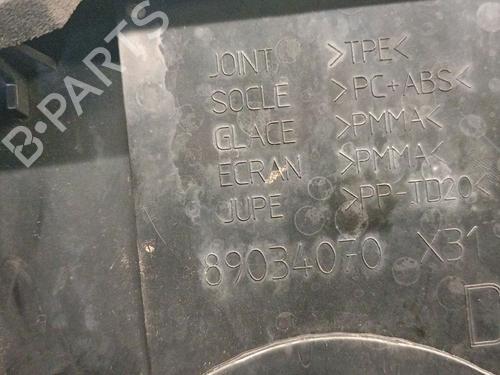 B-PARTS
JOINT >TPE<
SOCLE >PC+ABS<
GLACE >PMMA<
ECRAN >PMMA<
JUPE >PP-TD20<
89034070 X31
D